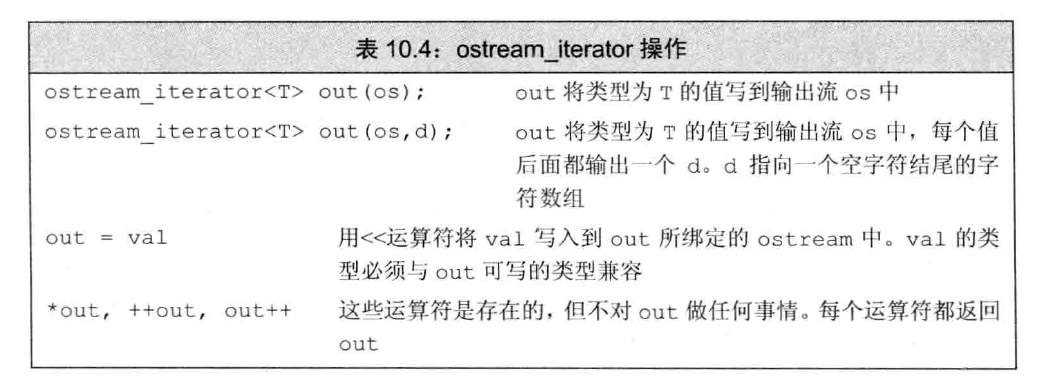 表 10.4：ostream_iterator 操作
ostream_iterator<T> out(os); out 将类型为 T 的值写到输出流 os 中
ostream_iterator<T> out(os,d); out 将类型为 T 的值写到输出流 os 中，每个值
后面都输出一个 d。d 指向一个空字符结尾的字
符数组
out = val 用<<运算符将 val 写入到 out 所绑定的 ostream 中。val 的类
型必须与 out 可写的类型兼容
*out, ++out, out++ 这些运算符是存在的，但不对 out 做任何事情。每个运算符都返回
out